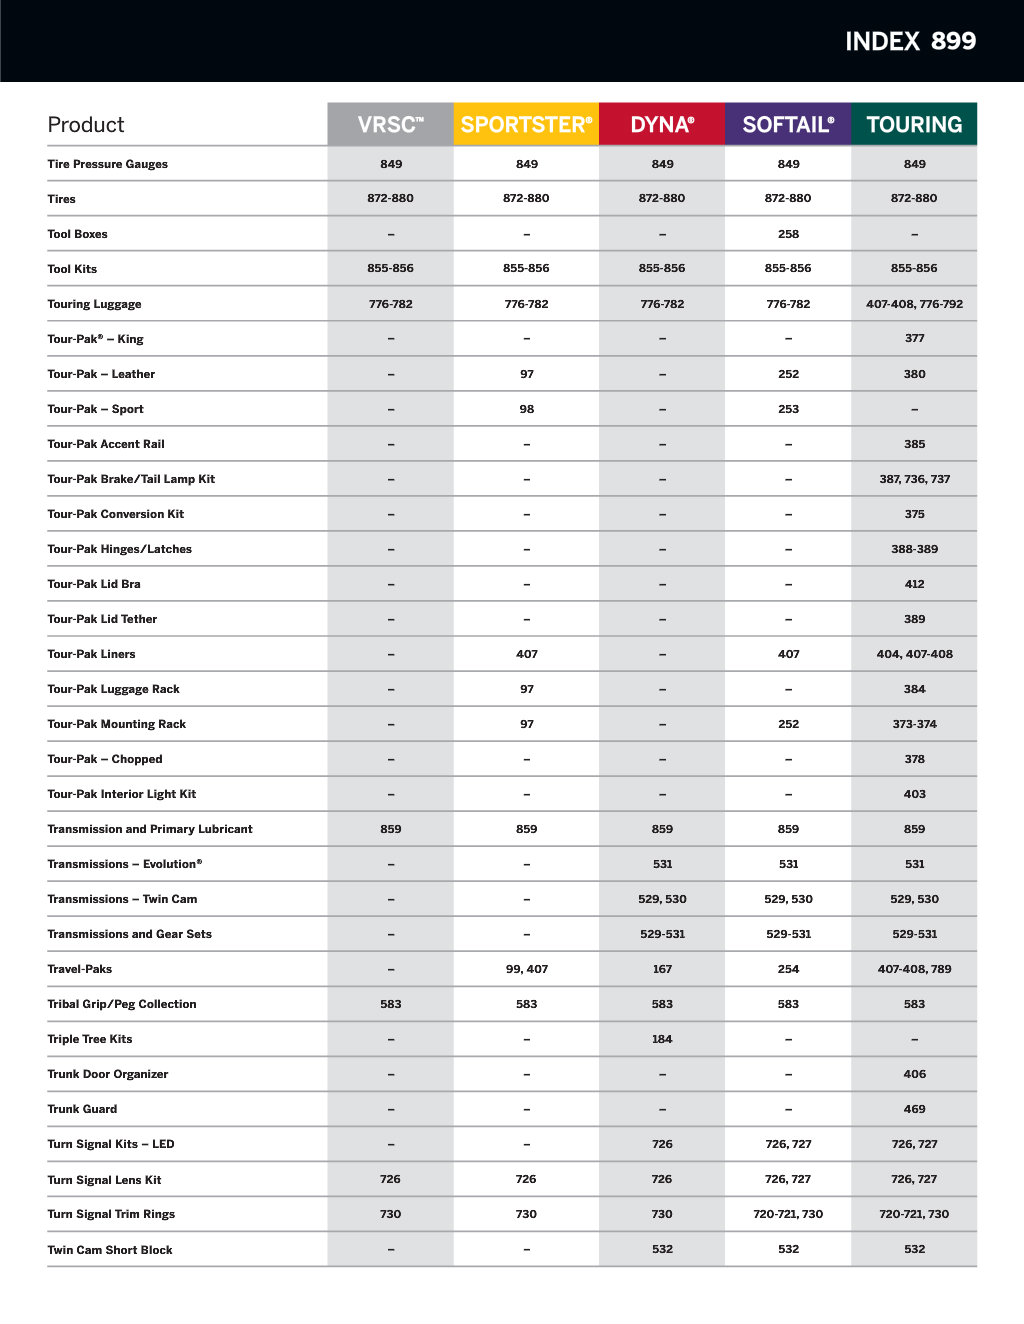 INDEX 899
Product VRSC™ SPORTSTER® DYNA® SOFTAIL® TOURING
Tire Pressure Gauges 849 849 849 849 849
Tires 872-880 872-880 872-880 872-880 872-880
Tool Boxes – – – 258 –
Tool Kits 855-856 855-856 855-856 855-856 855-856
Touring Luggage 776-782 776-782 776-782 776-782 407-408, 776-792
Tour-Pak® – King – – – – 377
Tour-Pak – Leather – 97 – 252 380
Tour-Pak – Sport – 98 – 253 –
Tour-Pak Accent Rail – – – – 385
Tour-Pak Brake/Tail Lamp Kit – – – – 387, 736, 737
Tour-Pak Conversion Kit – – – – 375
Tour-Pak Hinges/Latches – – – – 388-389
Tour-Pak Lid Bra – – – – 412
Tour-Pak Lid Tether – – – – 389
Tour-Pak Liners – 407 – 407 404, 407-408
Tour-Pak Luggage Rack – 97 – – 384
Tour-Pak Mounting Rack – 97 – 252 373-374
Tour-Pak – Chopped – – – – 378
Tour-Pak Interior Light Kit – – – – 403
Transmission and Primary Lubricant 859 859 859 859 859
Transmissions – Evolution® – – 531 531 531
Transmissions – Twin Cam – – 529, 530 529, 530 529, 530
Transmissions and Gear Sets – – 529-531 529-531 529-531
Travel-Paks – 99, 407 167 254 407-408, 789
Tribal Grip/Peg Collection 583 583 583 583 583
Triple Tree Kits – – 184 – –
Trunk Door Organizer – – – – 406
Trunk Guard – – – – 469
Turn Signal Kits – LED – – 726 726, 727 726, 727
Turn Signal Lens Kit 726 726 726 726, 727 726, 727
Turn Signal Trim Rings 730 730 730 720-721, 730 720-721, 730
Twin Cam Short Block – – 532 532 532